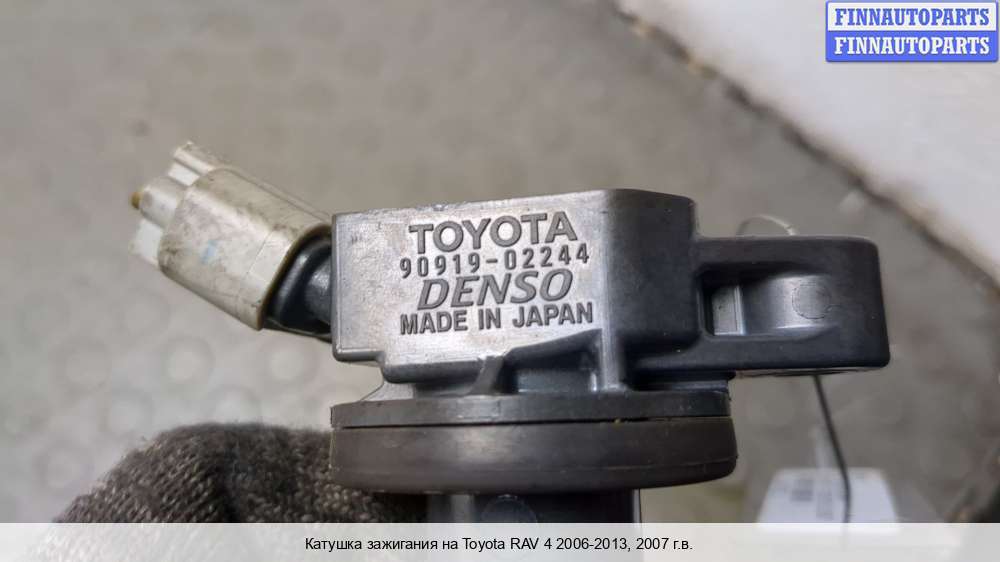 FINNAUTOPARTS
FINNAUTOPARTS
TOYOTA
90919-02244
DENSO
MADE IN JAPAN
Катушка зажигания на Toyota RAV 4 2006-2013, 2007 г.в.